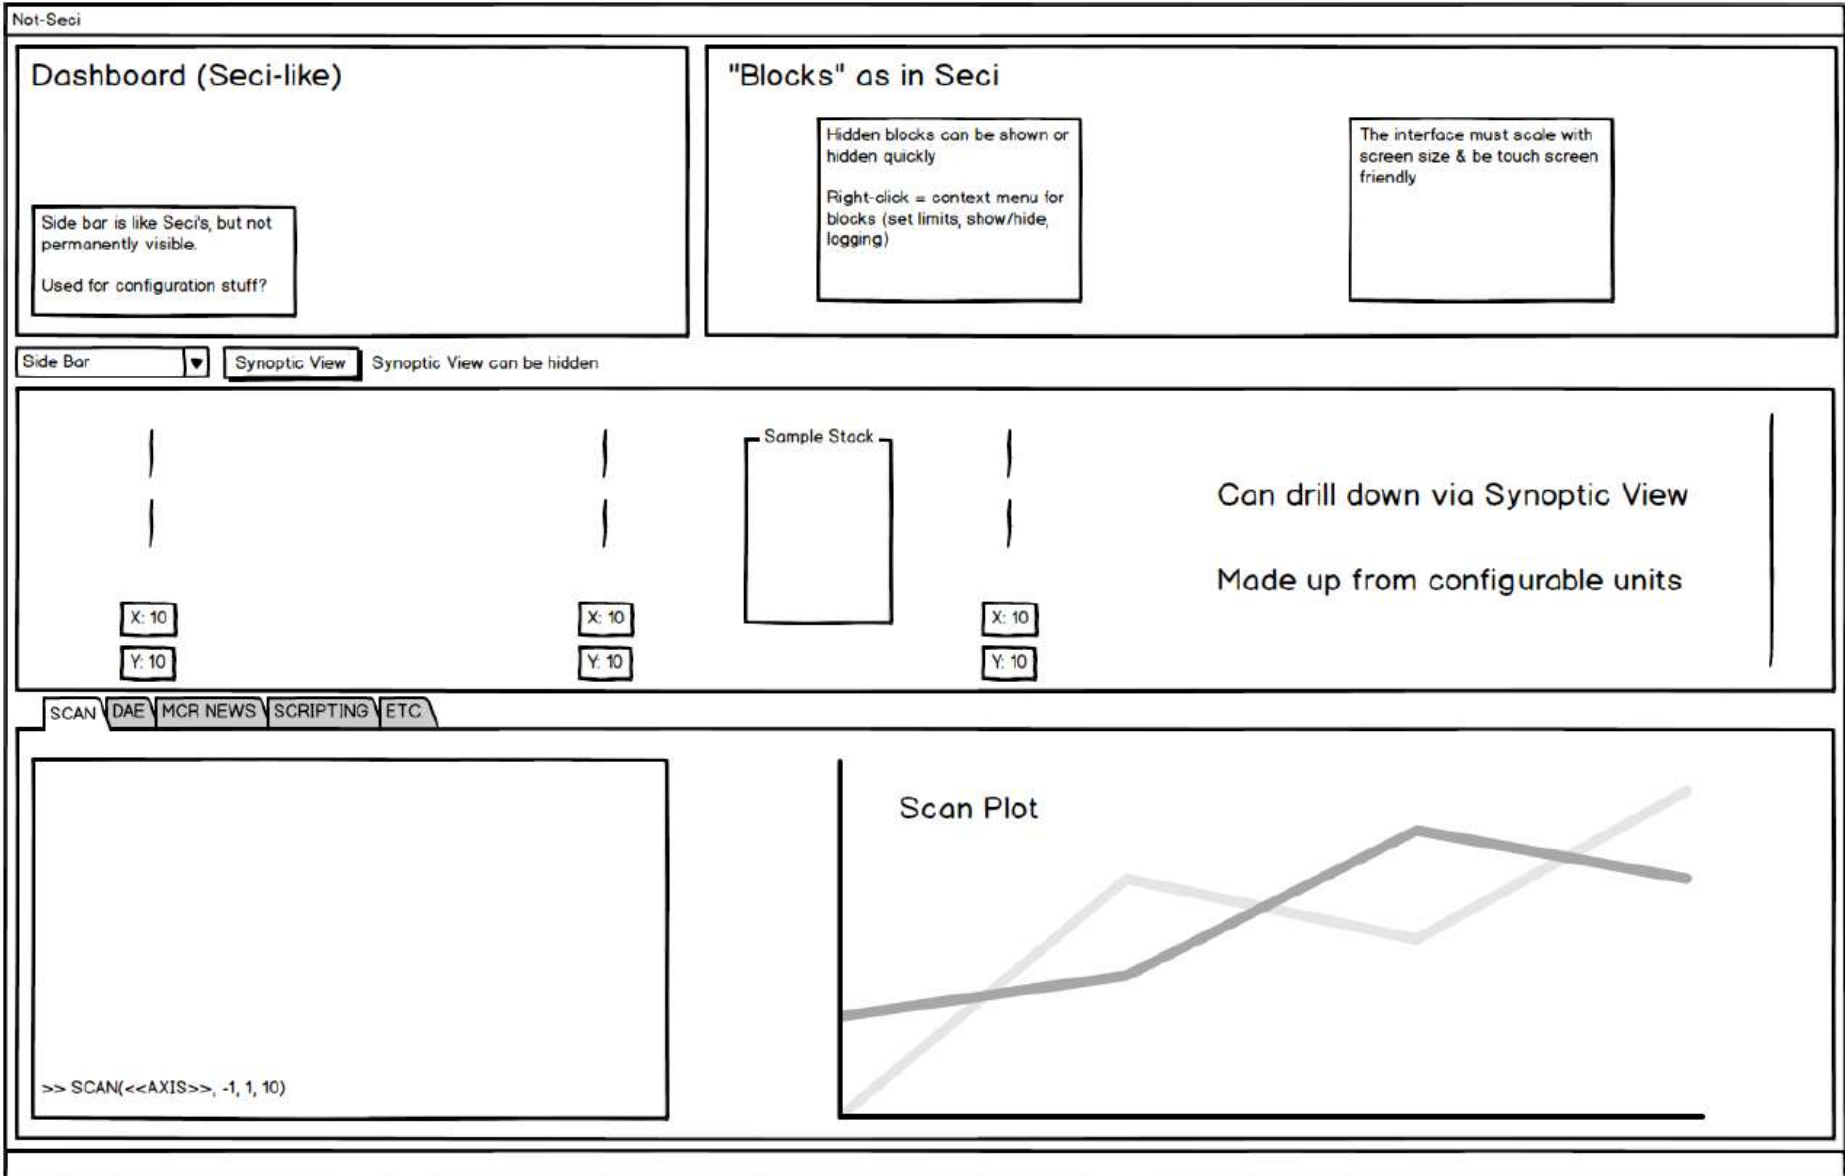 Not-Seci
Dashboard (Seci-like)
Side bar is like Seci's, but not
permanently visible.
Used for configuration stuff?
"Blocks" as in Seci
Hidden blocks can be shown or
hidden quickly
Right-click = context menu for
blocks (set limits, show/hide,
logging)
The interface must scale with
screen size & be touch screen
friendly
Side Bar
Synoptic View
Synoptic View can be hidden
Sample Stack
Can drill down via Synoptic View
Made up from configurable units
X: 10
Y: 10
X: 10
Y: 10
X: 10
Y: 10
SCAN
DAE
MCR NEWS
SCRIPTING
ETC
>> SCAN(<<AXIS>>, -1, 1, 10)
Scan Plot